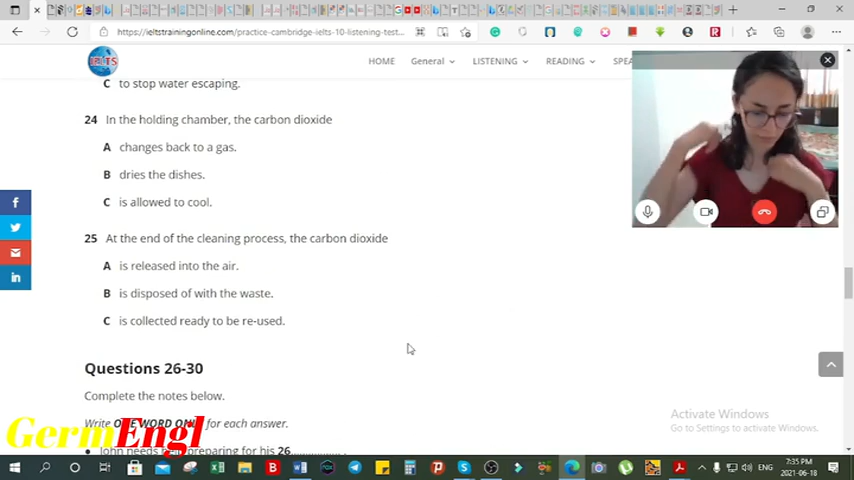 https://ieltstrainingonline.com/practice-cambridge-ielts-10-listening-test...
IELTS
HOME
General
LISTENING
READING
SPEA
C to stop water escaping.
24 In the holding chamber, the carbon dioxide
A changes back to a gas.
B dries the dishes.
C is allowed to cool.
25 At the end of the cleaning process, the carbon dioxide
A is released into the air.
B is disposed of with the waste.
C is collected ready to be re-used.
Questions 26-30
Complete the notes below.
Write ONE WORD ONLY for each answer.
John needs help preparing for his 26
Activate Windows
Go to Settings to activate Windows.
GermEngl
ENG
7:35 PM
2021-06-18